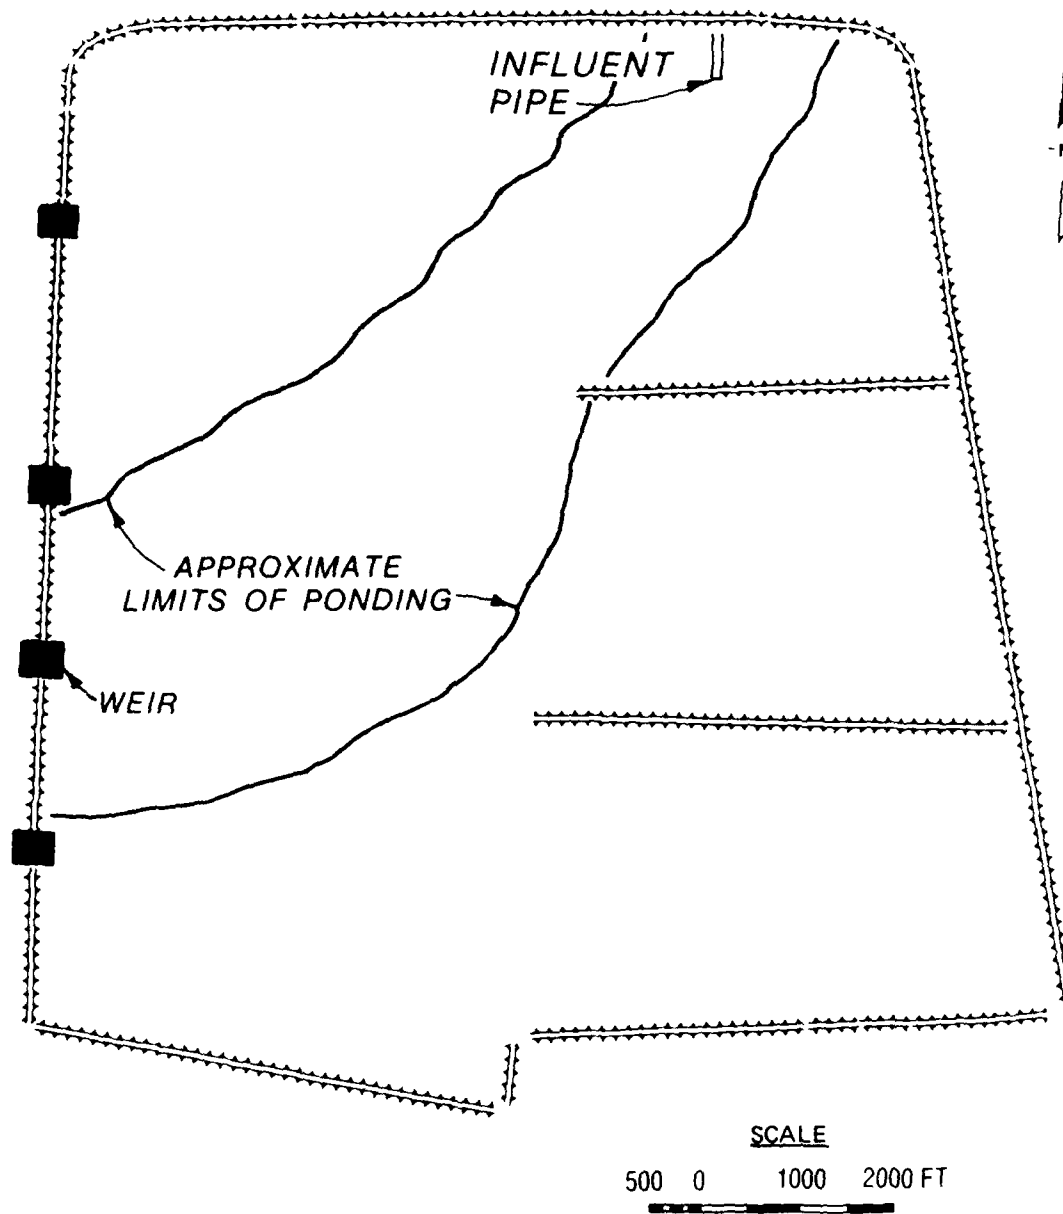 INFLUENT
PIPE
APPROXIMATE
LIMITS OF PONDING
WEIR
SCALE
500 0 1000 2000 FT